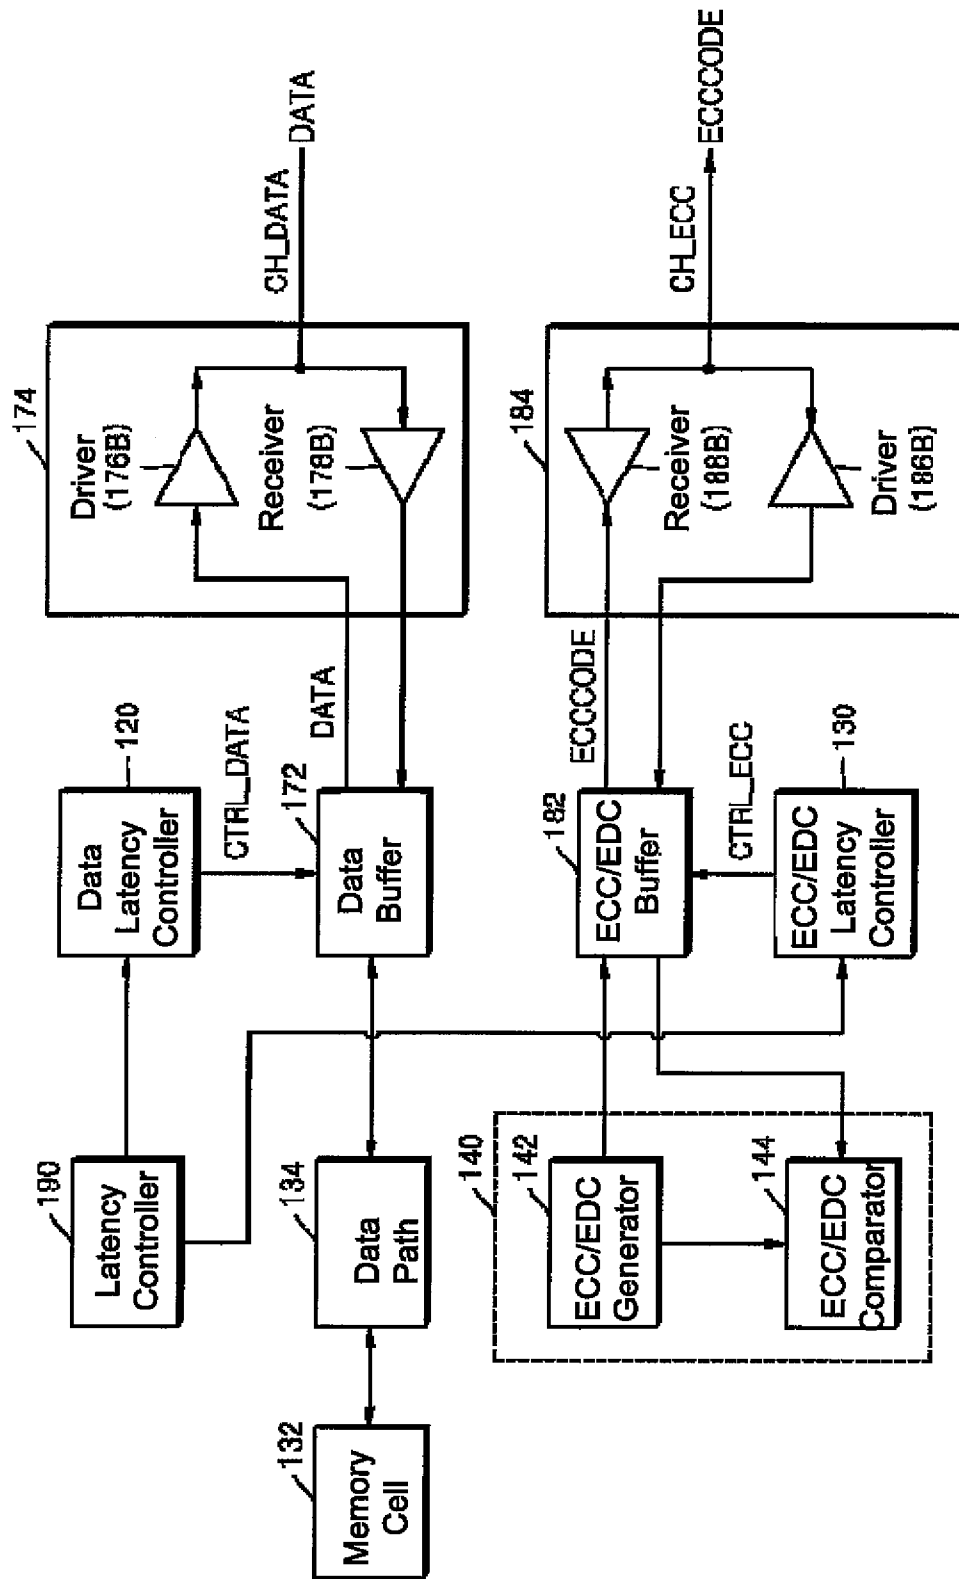 190
Latency
Controller
120
Data
Latency
Controller
CTRL_DATA
132
Memory
Cell
134
Data
Path
172
Data
Buffer
DATA
174
Driver
(176B)
Receiver
(178B)
CH_DATA
DATA
140
142
ECC/EDC
Generator
144
ECC/EDC
Comparator
182
ECC/EDC
Buffer
ECCCODE
CTRL_ECC
130
ECC/EDC
Latency
Controller
184
Receiver
(188B)
Driver
(186B)
CH_ECC
ECCCODE